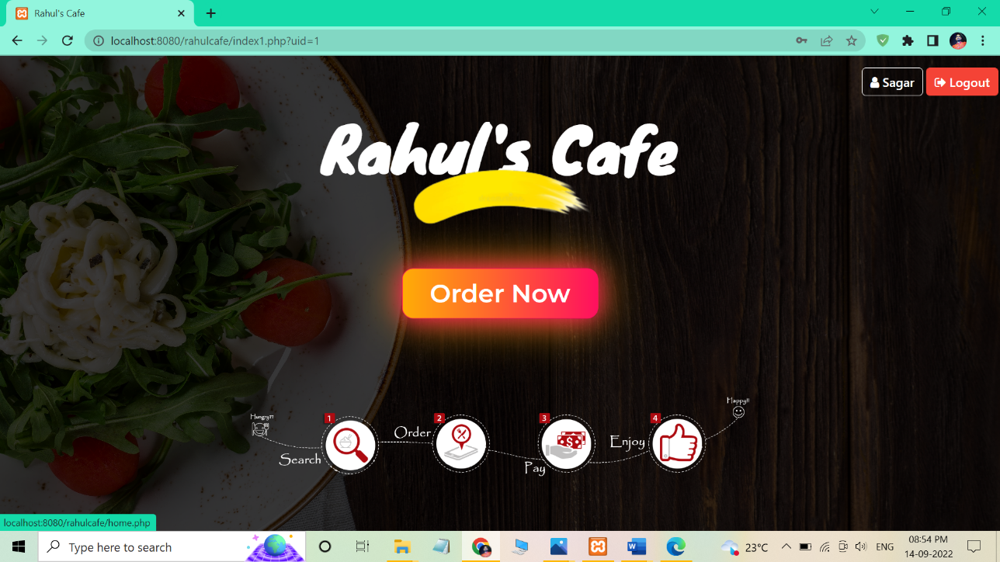 Rahul's Cafe
localhost:8080/rahulcafe/index1.php?uid=1
Sagar
Logout
Rahul's Cafe
Order Now
Hungry??
Happy!!
1
2
3
4
Order
Enjoy
Search
Pay
localhost:8080/rahulcafe/home.php
Type here to search
23°C
ENG
08:54 PM
14-09-2022